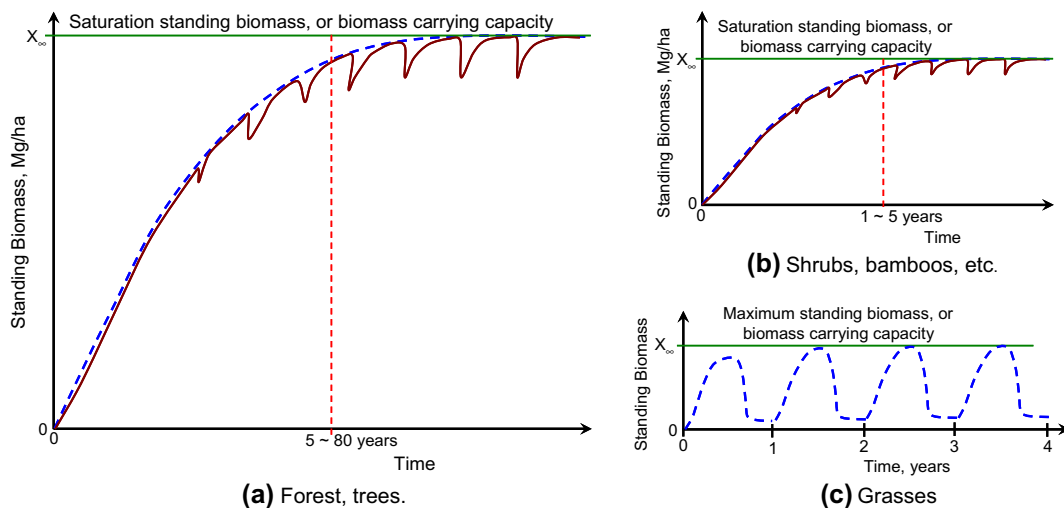 Saturation standing biomass, or biomass carrying capacity
X∞
Standing Biomass, Mg/ha
0
0
5 ~ 80 years
Time
(a) Forest, trees.
Saturation standing biomass, or
biomass carrying capacity
X∞
Standing Biomass, Mg/ha
0
0
1 ~ 5 years
Time
(b) Shrubs, bamboos, etc.
Maximum standing biomass, or
biomass carrying capacity
X∞
Standing Biomass
0
0 1 2 3 4
Time, years
(c) Grasses